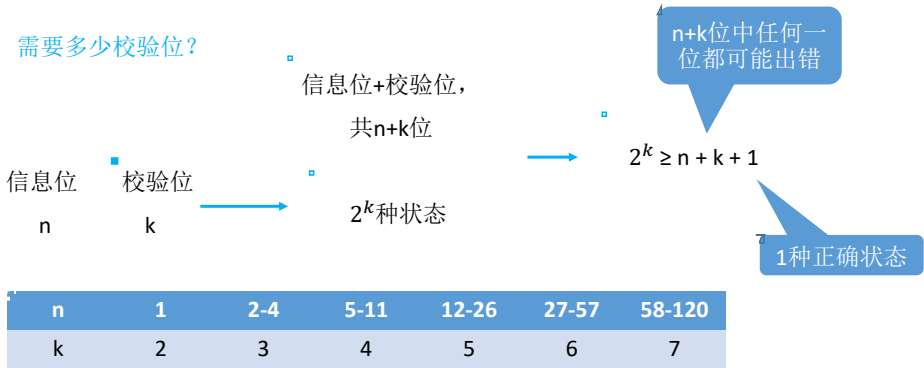 需要多少校验位?
n+k位中任何一
位都可能出错
信息位+校验位,
共n+k位
2^k ≥ n + k + 1
信息位 校验位
n k
2^k种状态
1种正确状态
n 1 2-4 5-11 12-26 27-57 58-120
k 2 3 4 5 6 7